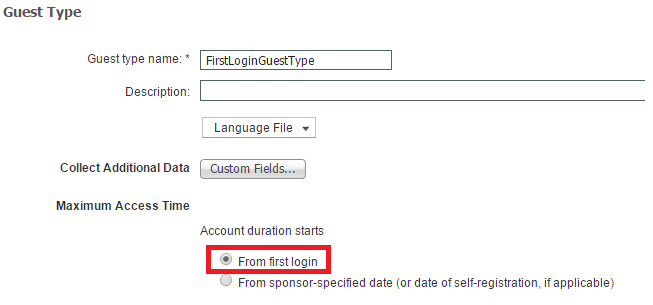 Guest Type
Guest type name: * FirstLoginGuestType
Description:
Language File
Collect Additional Data Custom Fields...
Maximum Access Time
Account duration starts
From first login
From sponsor-specified date (or date of self-registration, if applicable)